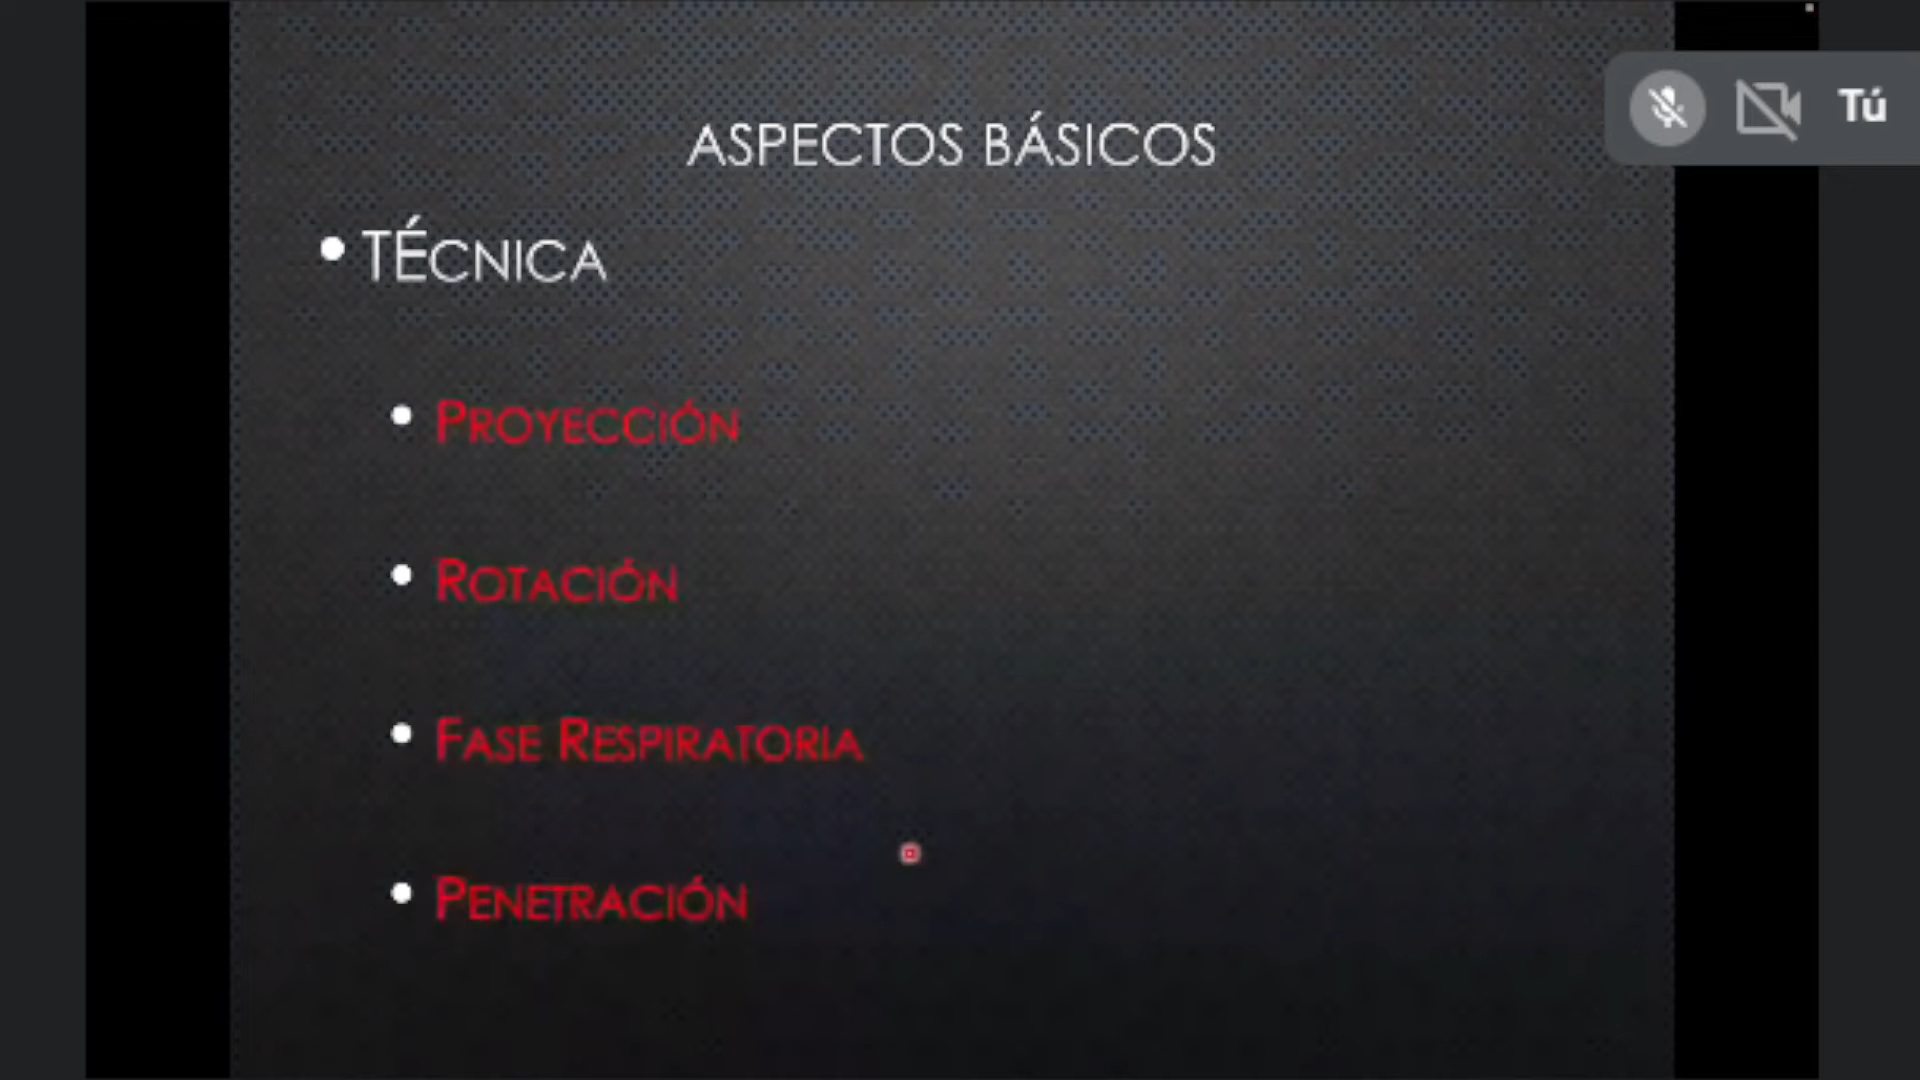 ASPECTOS BÁSICOS
Tú
TÉCNICA
PROYECCIÓN
ROTACIÓN
FASE RESPIRATORIA
PENETRACIÓN